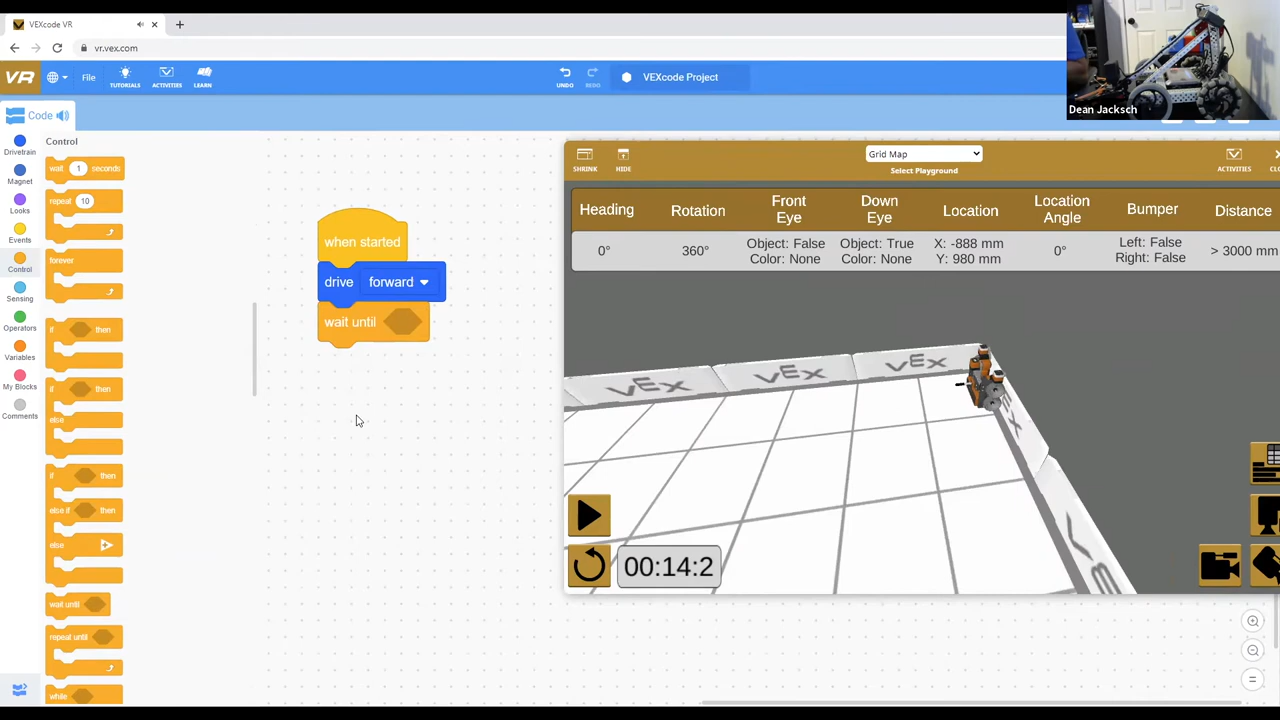 VEXcode VR
vr.vex.com
VR
File
TUTORIALS
ACTIVITIES
LEARN
UNDO
REDO
VEXcode Project
Dean Jacksch
Code
Drivetrain
Magnet
Looks
Events
Control
Sensing
Operators
Variables
My Blocks
Comments
Control
wait 1 seconds
repeat 10
forever
if then
if then
else
if then
else if then
else
wait until
repeat until
while
when started
drive forward
wait until
SHRINK
HIDE
Grid Map
Select Playground
ACTIVITIES
CLO
Heading Rotation Front Eye Down Eye Location Location Angle Bumper Distance
0° 360° Object: False Object: True X: -888 mm 0° Left: False > 3000 mm
Color: None Color: None Y: 980 mm Right: False
VEX VEX VEX
VEX
00:14:2